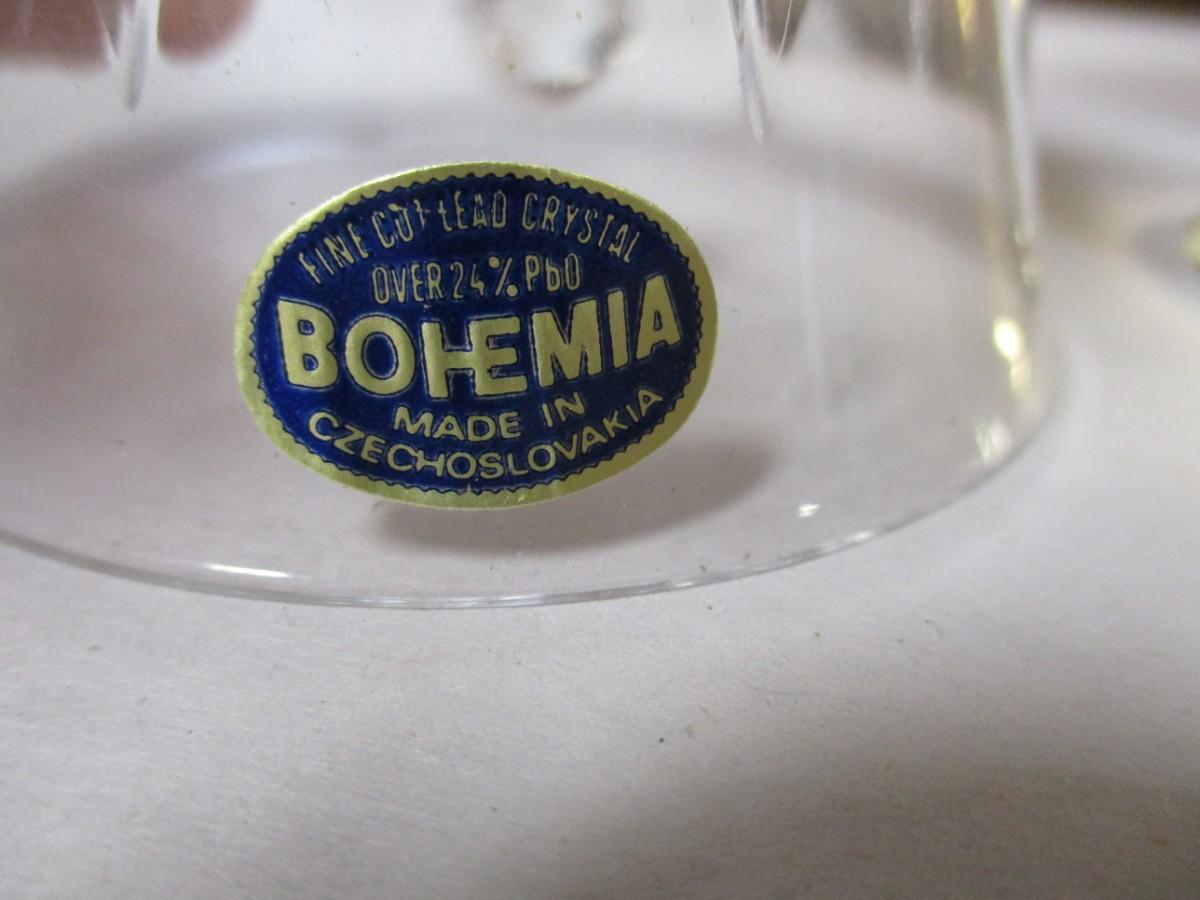 FINE CUT LEAD CRYSTAL
OVER 24% PbO
BOHEMIA
MADE IN
CZECHOSLOVAKIA